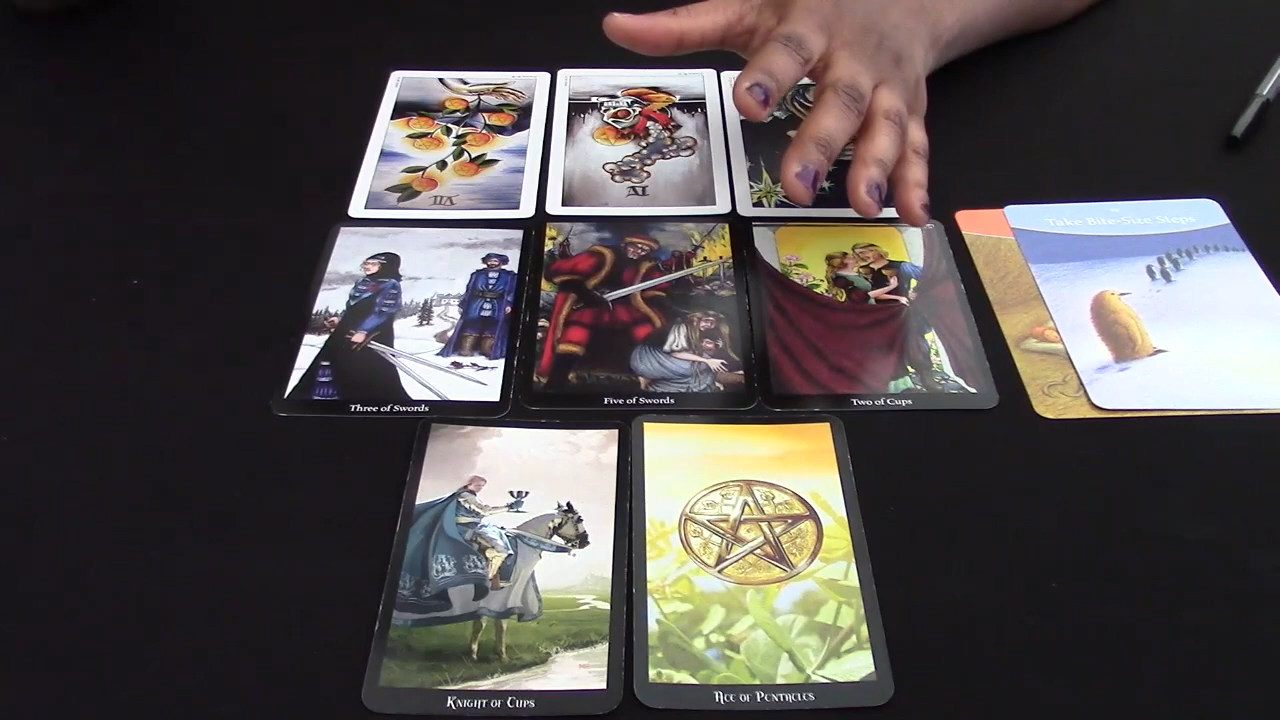 VII
VI
Take Bite-Size Steps
Three of Swords
Five of Swords
Two of Cups
Knight of Cups
Ace of Pentacles